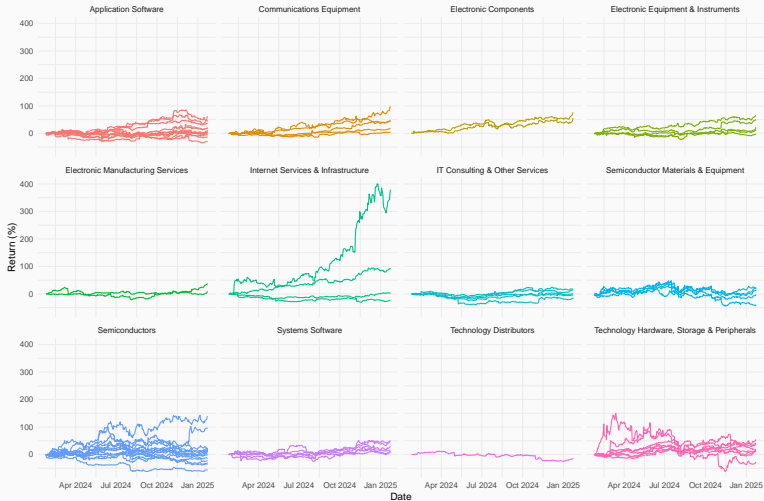 Application Software
Communications Equipment
Electronic Components
Electronic Equipment & Instruments
400
300
200
100
0
Electronic Manufacturing Services
Internet Services & Infrastructure
IT Consulting & Other Services
Semiconductor Materials & Equipment
Return (%)
400
300
200
100
0
Semiconductors
Systems Software
Technology Distributors
Technology Hardware, Storage & Peripherals
400
300
200
100
0
Apr 2024 Jul 2024 Oct 2024 Jan 2025
Apr 2024 Jul 2024 Oct 2024 Jan 2025
Apr 2024 Jul 2024 Oct 2024 Jan 2025
Apr 2024 Jul 2024 Oct 2024 Jan 2025
Date